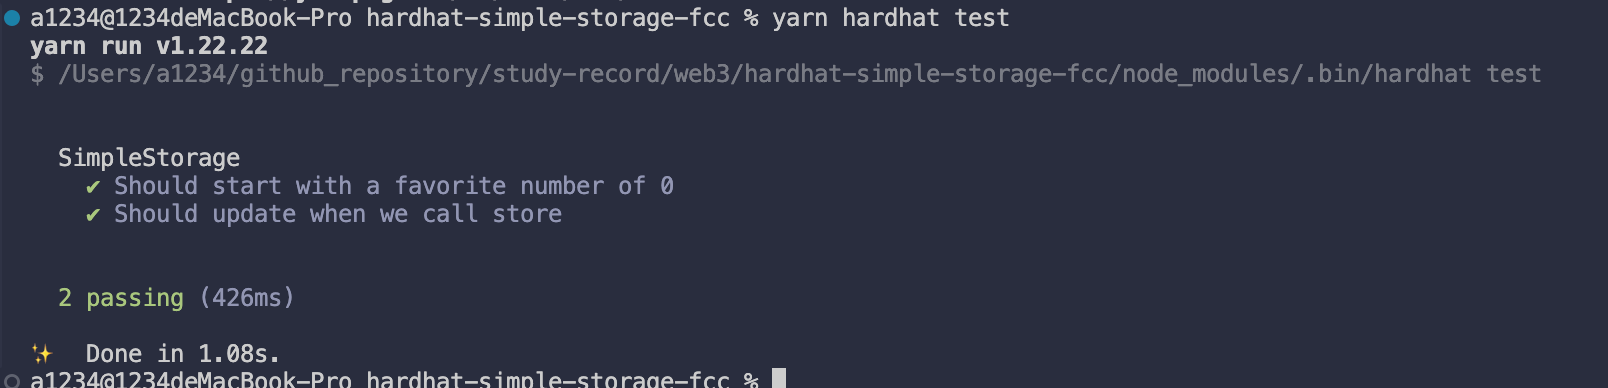 a1234@1234deMacBook-Pro hardhat-simple-storage-fcc % yarn hardhat test
yarn run v1.22.22
$ /Users/a1234/github_repository/study-record/web3/hardhat-simple-storage-fcc/node_modules/.bin/hardhat test
SimpleStorage
✔ Should start with a favorite number of 0
✔ Should update when we call store
2 passing (426ms)
✨ Done in 1.08s.
a1234@1234deMacBook-Pro hardhat-simple-storage-fcc %